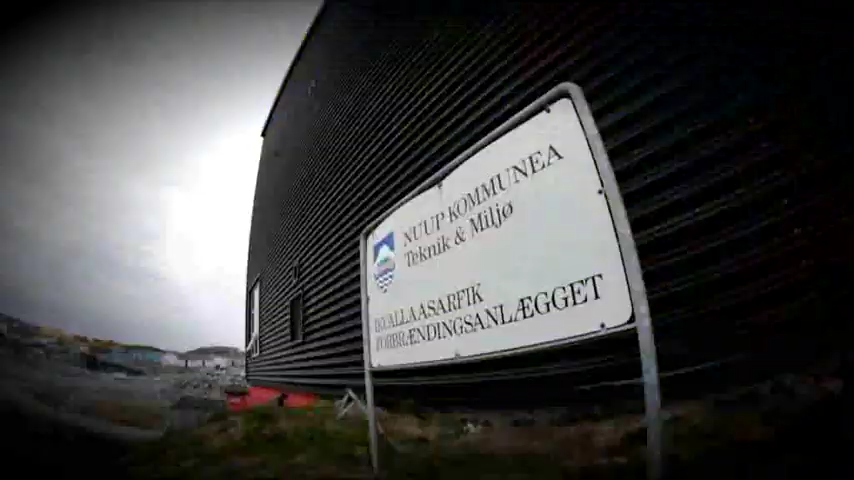 NUUP KOMMUNEA
Teknik & Miljø
IKUALLAASARFIK
FORBRÆNDINGSANLÆGGET